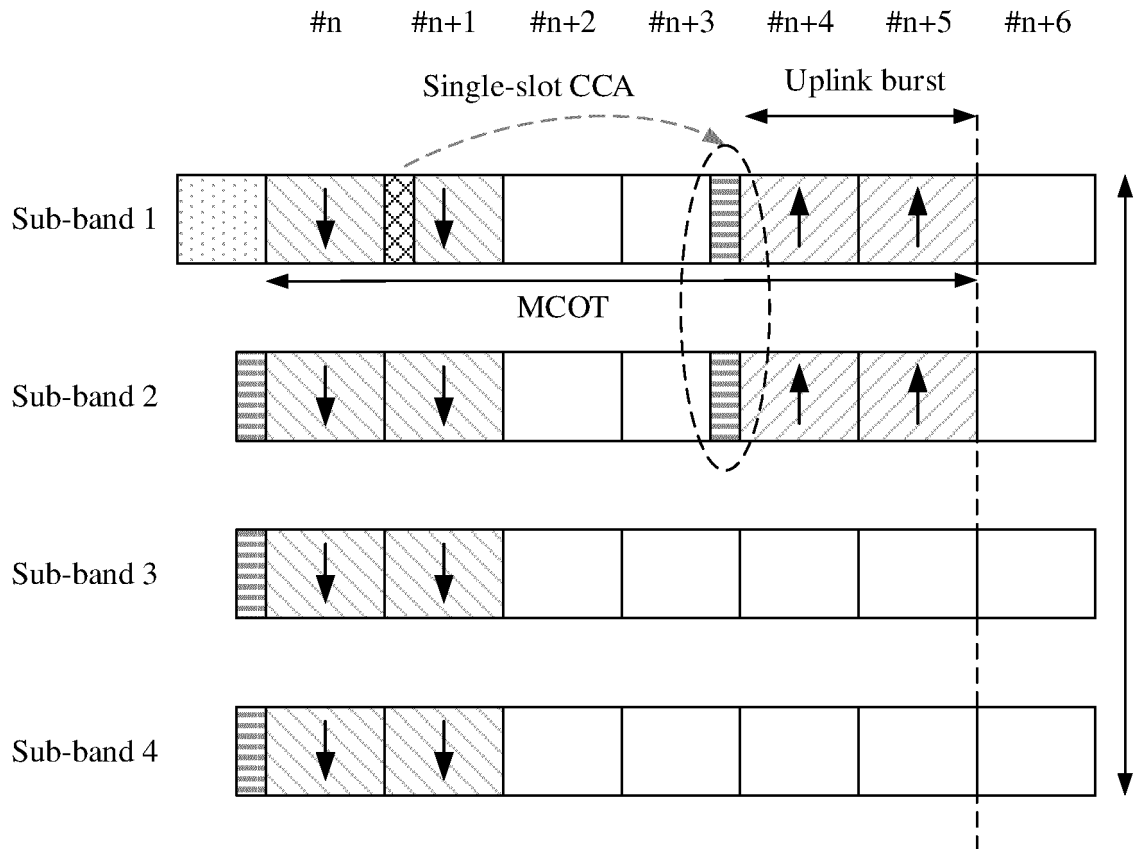 #n #n+1 #n+2 #n+3 #n+4 #n+5 #n+6
Single-slot CCA
Uplink burst
Sub-band 1
MCOT
Sub-band 2
Sub-band 3
Sub-band 4